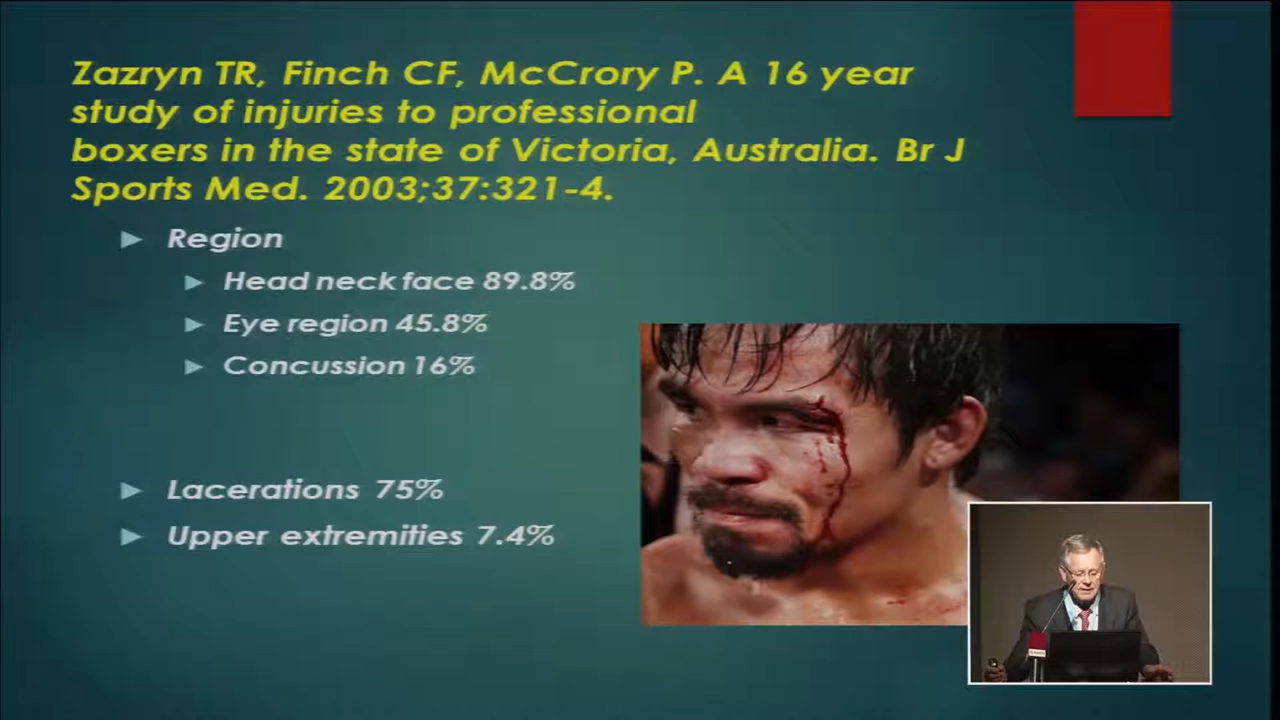 Zazryn TR, Finch CF, McCrory P. A 16 year
study of injuries to professional
boxers in the state of Victoria, Australia. Br J
Sports Med. 2003;37:321-4.
Region
Head neck face 89.8%
Eye region 45.8%
Concussion 16%
Lacerations 75%
Upper extremities 7.4%